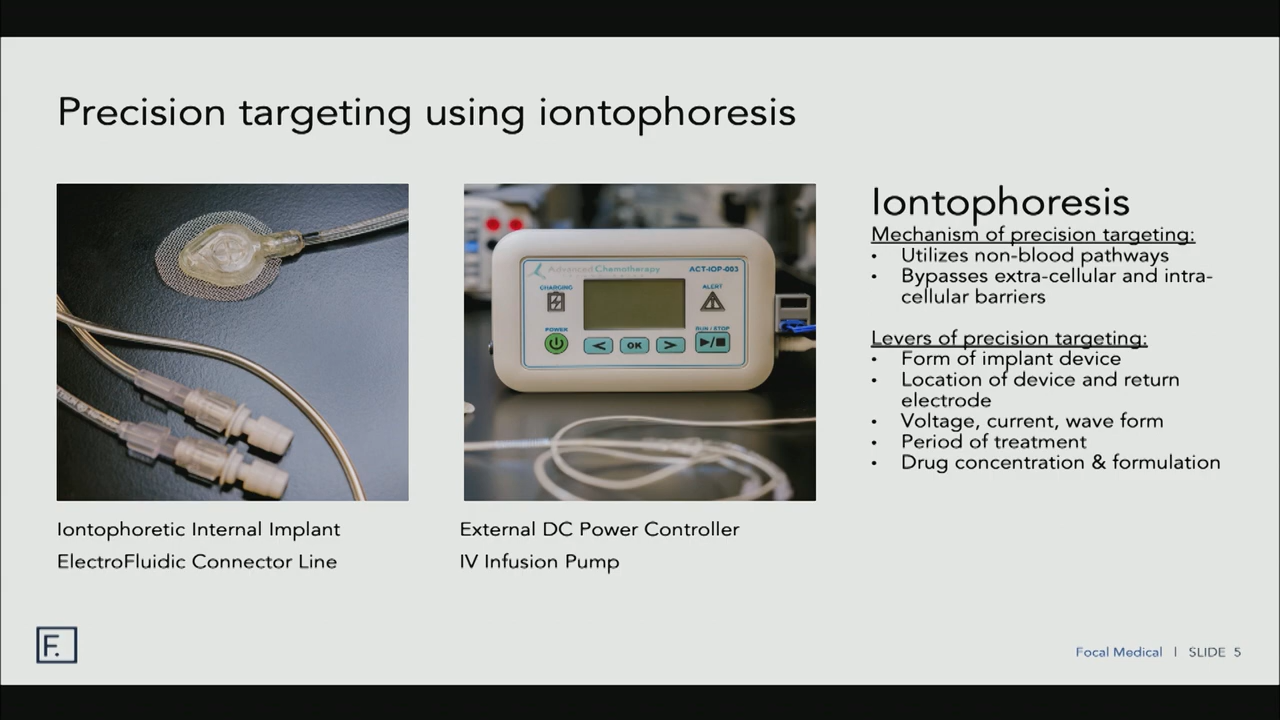 Precision targeting using iontophoresis
Advanced Chemotherapy
ACT-IOP-003
CHARGING
ALERT
POWER
RUN / STOP
<
OK
>
Iontophoretic Internal Implant
ElectroFluidic Connector Line
External DC Power Controller
IV Infusion Pump
Iontophoresis
Mechanism of precision targeting:
• Utilizes non-blood pathways
• Bypasses extra-cellular and intra-
cellular barriers
Levers of precision targeting:
• Form of implant device
• Location of device and return
electrode
• Voltage, current, wave form
• Period of treatment
• Drug concentration & formulation
F.
Focal Medical | SLIDE 5